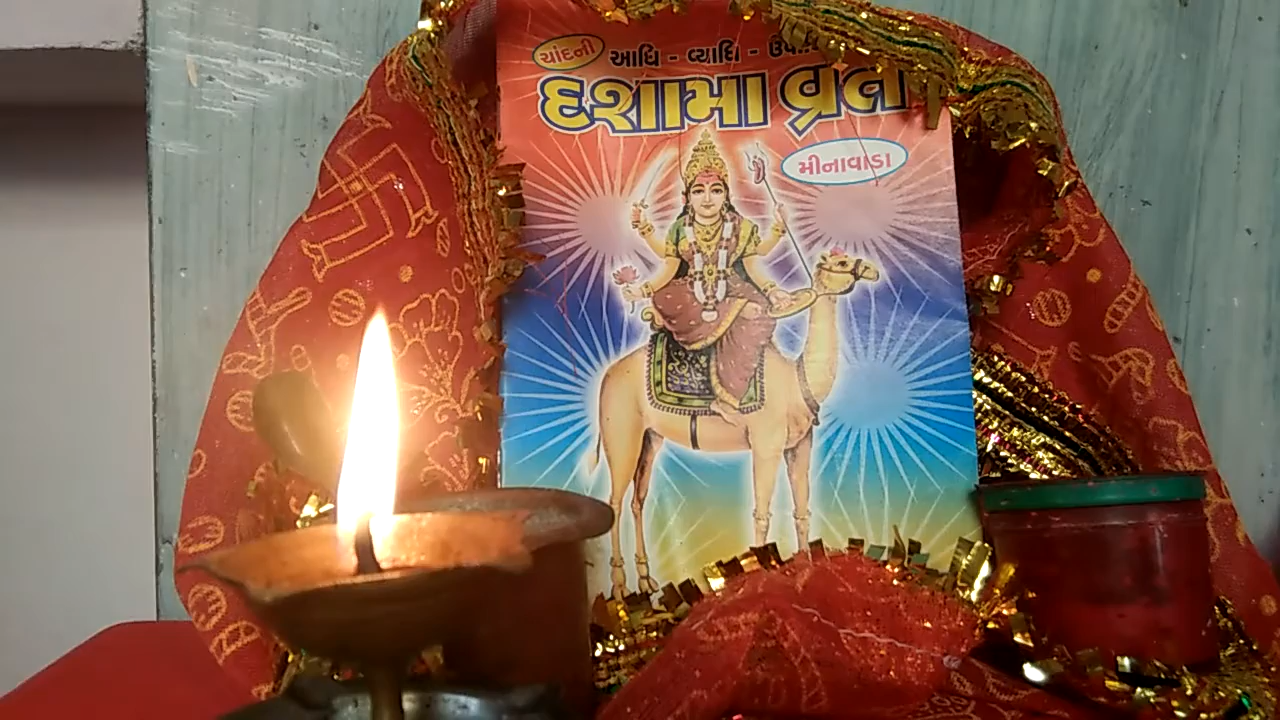 ચાંદની
આધિ - વ્યાધિ -
દશામા વ્રત
મીનાવાડા